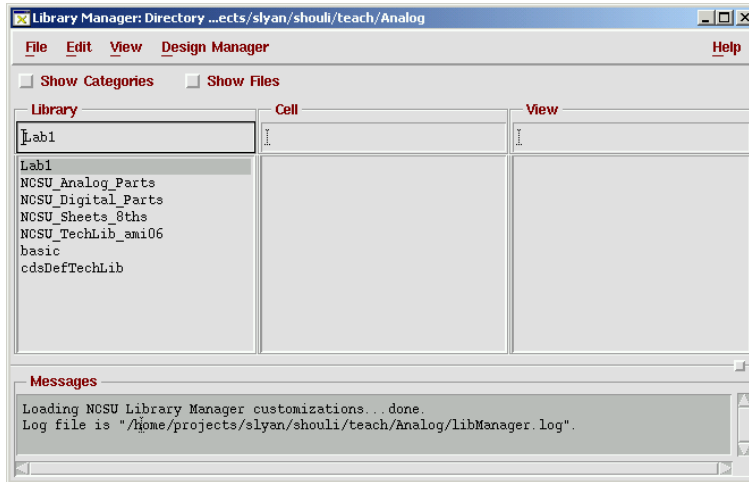 Library Manager: Directory ...ects/slyan/shouli/teach/Analog
File Edit View Design Manager Help
Show Categories Show Files
Library Cell View
Lab1
Lab1
NCSU_Analog_Parts
NCSU_Digital_Parts
NCSU_Sheets_8ths
NCSU_TechLib_ami06
basic
cdsDefTechLib
Messages
Loading NCSU Library Manager customizations...done.
Log file is "/home/projects/slyan/shouli/teach/Analog/libManager.log".